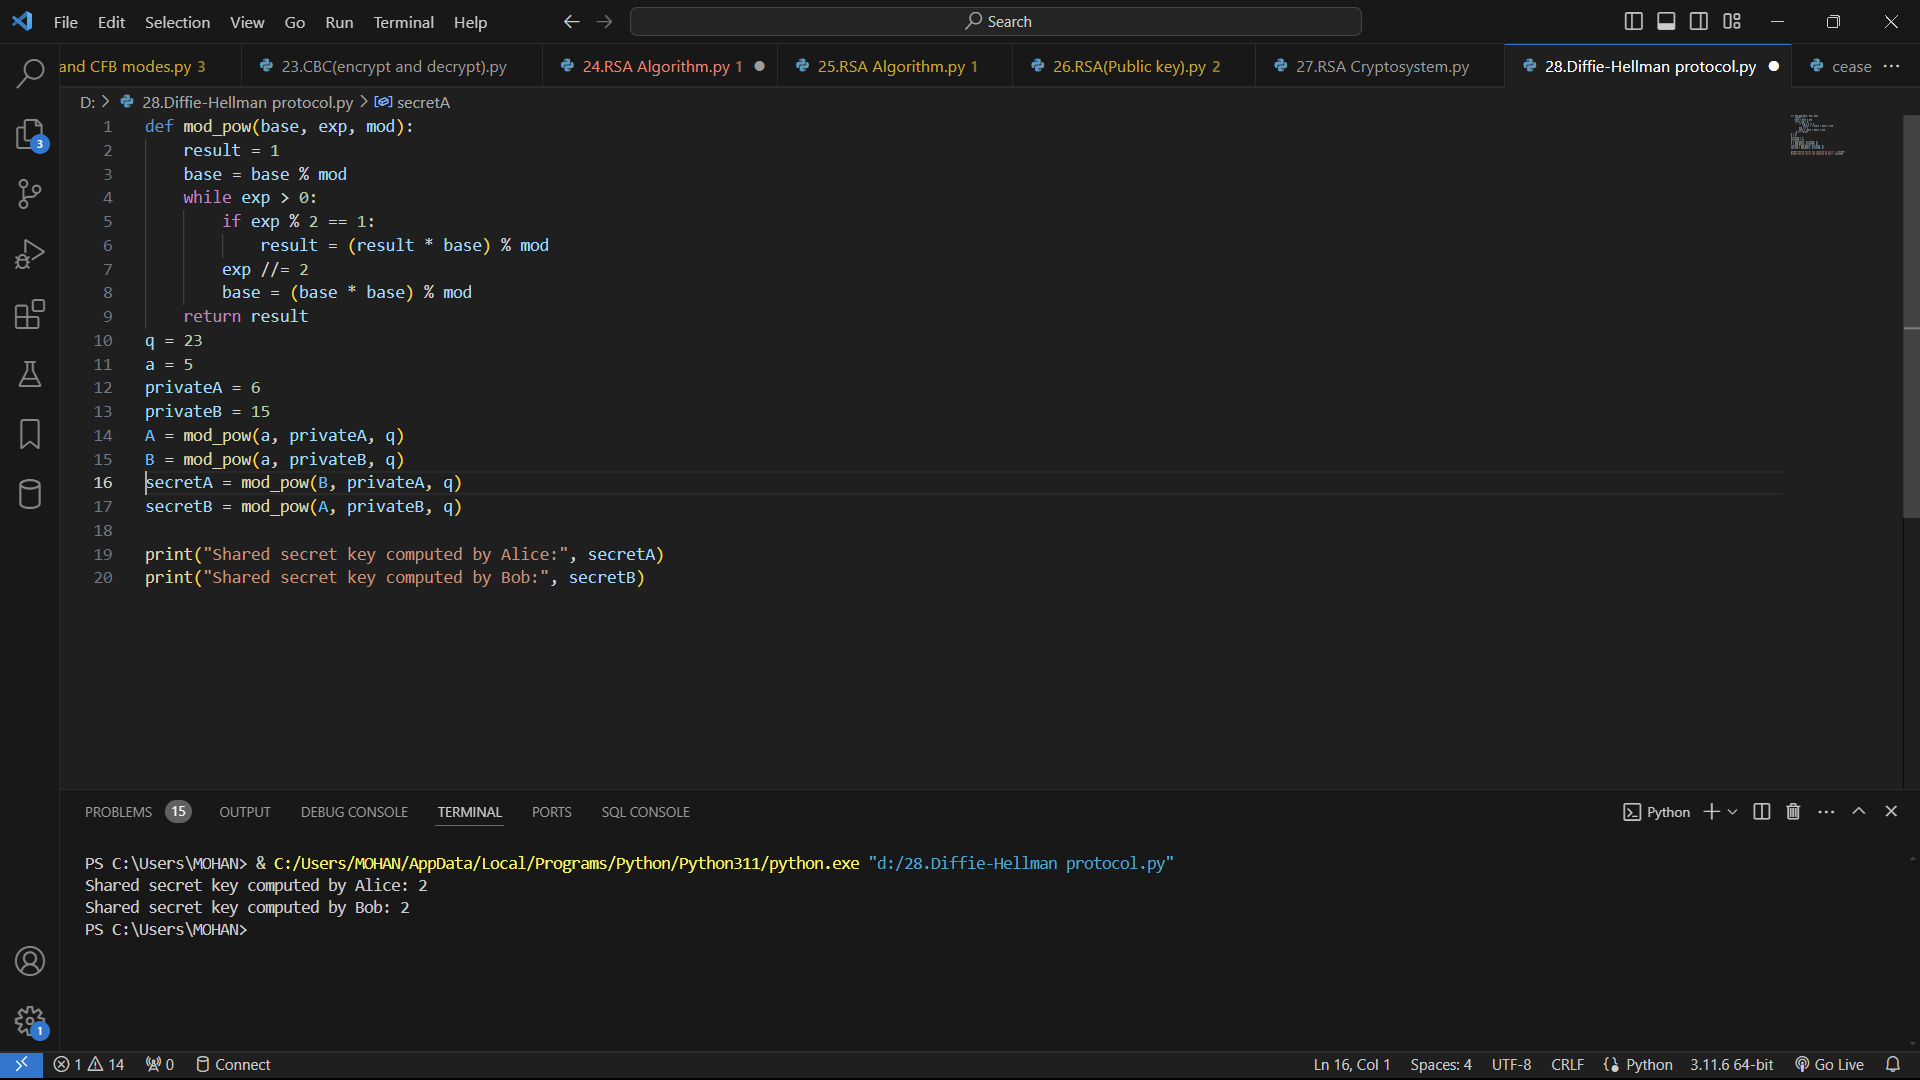 File Edit Selection View Go Run Terminal Help Search
and CFB modes.py 3 23.CBC(encrypt and decrypt).py 24.RSA Algorithm.py 1 25.RSA Algorithm.py 1 26.RSA(Public key).py 2 27.RSA Cryptosystem.py 28.Diffie-Hellman protocol.py cease ···
D: > 28.Diffie-Hellman protocol.py > secretA
1 def mod_pow(base, exp, mod):
2 result = 1
3 base = base % mod
4 while exp > 0:
5 if exp % 2 == 1:
6 result = (result * base) % mod
7 exp //= 2
8 base = (base * base) % mod
9 return result
10 q = 23
11 a = 5
12 privateA = 6
13 privateB = 15
14 A = mod_pow(a, privateA, q)
15 B = mod_pow(a, privateB, q)
16 secretA = mod_pow(B, privateA, q)
17 secretB = mod_pow(A, privateB, q)
18
19 print("Shared secret key computed by Alice:", secretA)
20 print("Shared secret key computed by Bob:", secretB)
3
PROBLEMS 15 OUTPUT DEBUG CONSOLE TERMINAL PORTS SQL CONSOLE Python
PS C:\Users\MOHAN> & C:/Users/MOHAN/AppData/Local/Programs/Python/Python311/python.exe "d:/28.Diffie-Hellman protocol.py"
Shared secret key computed by Alice: 2
Shared secret key computed by Bob: 2
PS C:\Users\MOHAN>
1
1 14 0 Connect Ln 16, Col 1 Spaces: 4 UTF-8 CRLF Python 3.11.6 64-bit Go Live